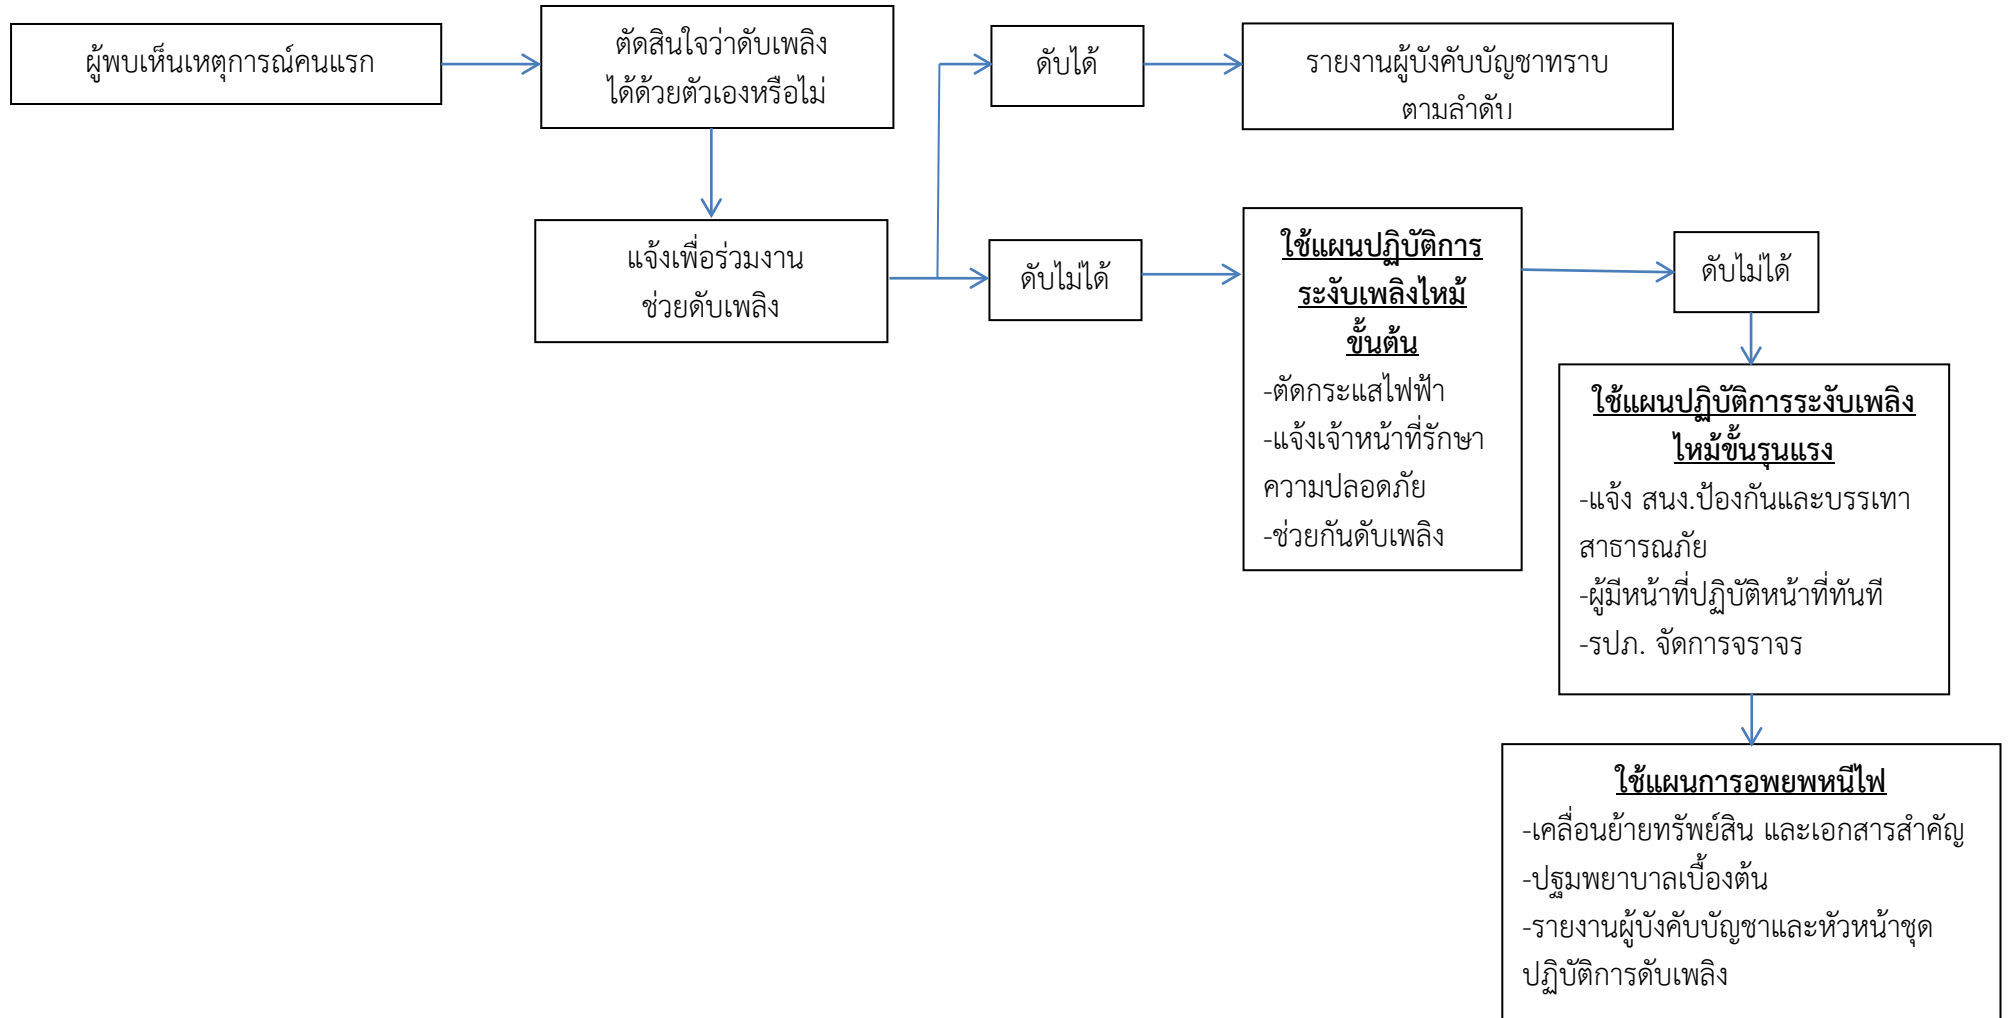 ผู้พบเห็นเหตุการณ์คนแรก
ตัดสินใจว่าดับเพลิง
ได้ด้วยตัวเองหรือไม่
ดับได้
รายงานผู้บังคับบัญชาทราบ
ตามลำดับ
แจ้งเพื่อร่วมงาน
ช่วยดับเพลิง
ดับไม่ได้
ใช้แผนปฏิบัติการ
ระงับเพลิงไหม้
ขั้นต้น
-ตัดกระแสไฟฟ้า
-แจ้งเจ้าหน้าที่รักษา
ความปลอดภัย
-ช่วยกันดับเพลิง
ดับไม่ได้
ใช้แผนปฏิบัติการระงับเพลิง
ไหม้ขั้นรุนแรง
-แจ้ง สนง.ป้องกันและบรรเทา
สาธารณภัย
-ผู้มีหน้าที่ปฏิบัติหน้าที่ทันที
-รปภ. จัดการจราจร
ใช้แผนการอพยพหนีไฟ
-เคลื่อนย้ายทรัพย์สิน และเอกสารสำคัญ
-ปฐมพยาบาลเบื้องต้น
-รายงานผู้บังคับบัญชาและหัวหน้าชุด
ปฏิบัติการดับเพลิง